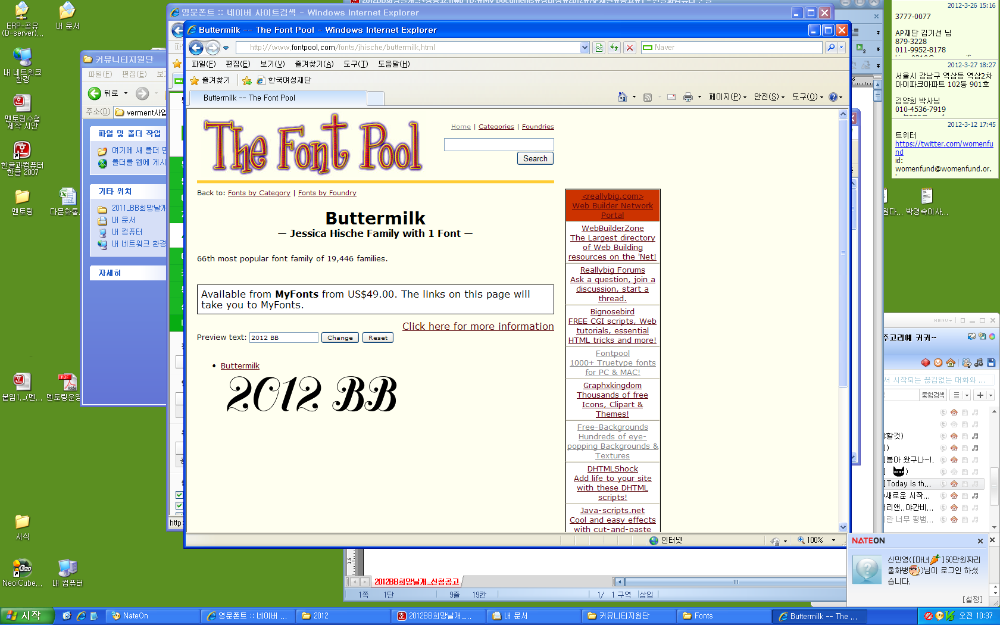 ERP-공유
(D-server)...
내 문서
내 네트워크
환경
멘토링수첩
제작 시안
한글과컴퓨터
한글 2007
멘토링
다문화통...
붙임1,_(멘...
멘토링운영
서식
NeoiCube...
내 컴퓨터
커뮤니티지원단
파일(F)
편집(E)
뒤로
주소(D)
werment사업
파일 및 폴더 작업
여기에 새 폴더 만
폴더를 웹에 게시
기타 위치
2011_BB희망날개
내 문서
내 컴퓨터
내 네트워크 환경
자세히
영문폰트 :: 네이버 사이트검색 - Windows Internet Explorer
Buttermilk -- The Font Pool - Windows Internet Explorer
http://www.fontpool.com/fonts/jhische/buttermilk.html
Naver
파일(F) 편집(E) 보기(V) 즐겨찾기(A) 도구(T) 도움말(H)
즐겨찾기
한국여성재단
Buttermilk -- The Font Pool
페이지(P)
안전(S)
도구(O)
The Font Pool
Home | Categories | Foundries
Search
Back to: Fonts by Category | Fonts by Foundry
Buttermilk
— Jessica Hische Family with 1 Font —
66th most popular font family of 19,446 families.
Available from MyFonts from US$49.00. The links on this page will
take you to MyFonts.
Click here for more information
Preview text: 2012 BB Change Reset
• Buttermilk
2012 BB
<reallybig.com>
Web Builder Network
Portal
WebBuilderZone
The Largest directory
of Web Building
resources on the 'Net!
Reallybig Forums
Ask a question, join a
discussion, start a
thread.
Bignosebird
FREE CGI scripts, Web
tutorials, essential
HTML tricks and more!
Fontpool
1000+ Truetype fonts
for PC & MAC!
Graphxkingdom
Thousands of free
Icons, Clipart &
Themes!
Free-Backgrounds
Hundreds of eye-
popping Backgrounds &
Textures
DHTMLShock
Add life to your site
with these DHTML
scripts!
Java-scripts.net
Cool and easy effects
with cut-and-paste
http:
인터넷
100%
2012-3-26 15:16
3777-0077
AP재단 김기선 님
879-3228
011-9952-8178
2012-3-27 18:27
서울시 강남구 역삼동 역삼2차
아이파크아파트 102동 901호
김양희 박사님
010-4536-7919
2012-3-12 17:45
트위터
https://twitter.com/womenfu
nd
id:
womenfund@womenfund.or.
원다...
박영숙이사...
MENU
주고리에 귀귀~
서 시작되는 끊김없는 대화와 ...
통합검색
야할것)
])
]봄아 왔구나~!,
]Today is th...
새로운 시작...
러리앤..야간비...
이란 너무 평범...
NATEON
신민영([마녀]50만원짜리
울화병)님이 로그인 하셨
습니다.
[설정]
15
2012BB희망날개_신청공고
1쪽 1단 9줄 19칸 1/ 1 구역 삽입
시작
NateOn
영문폰트 :: 네이버 ...
2012
2012BB희망날개_...
내 문서
커뮤니티지원단
Fonts
Buttermilk -- The ...
오전 10:37